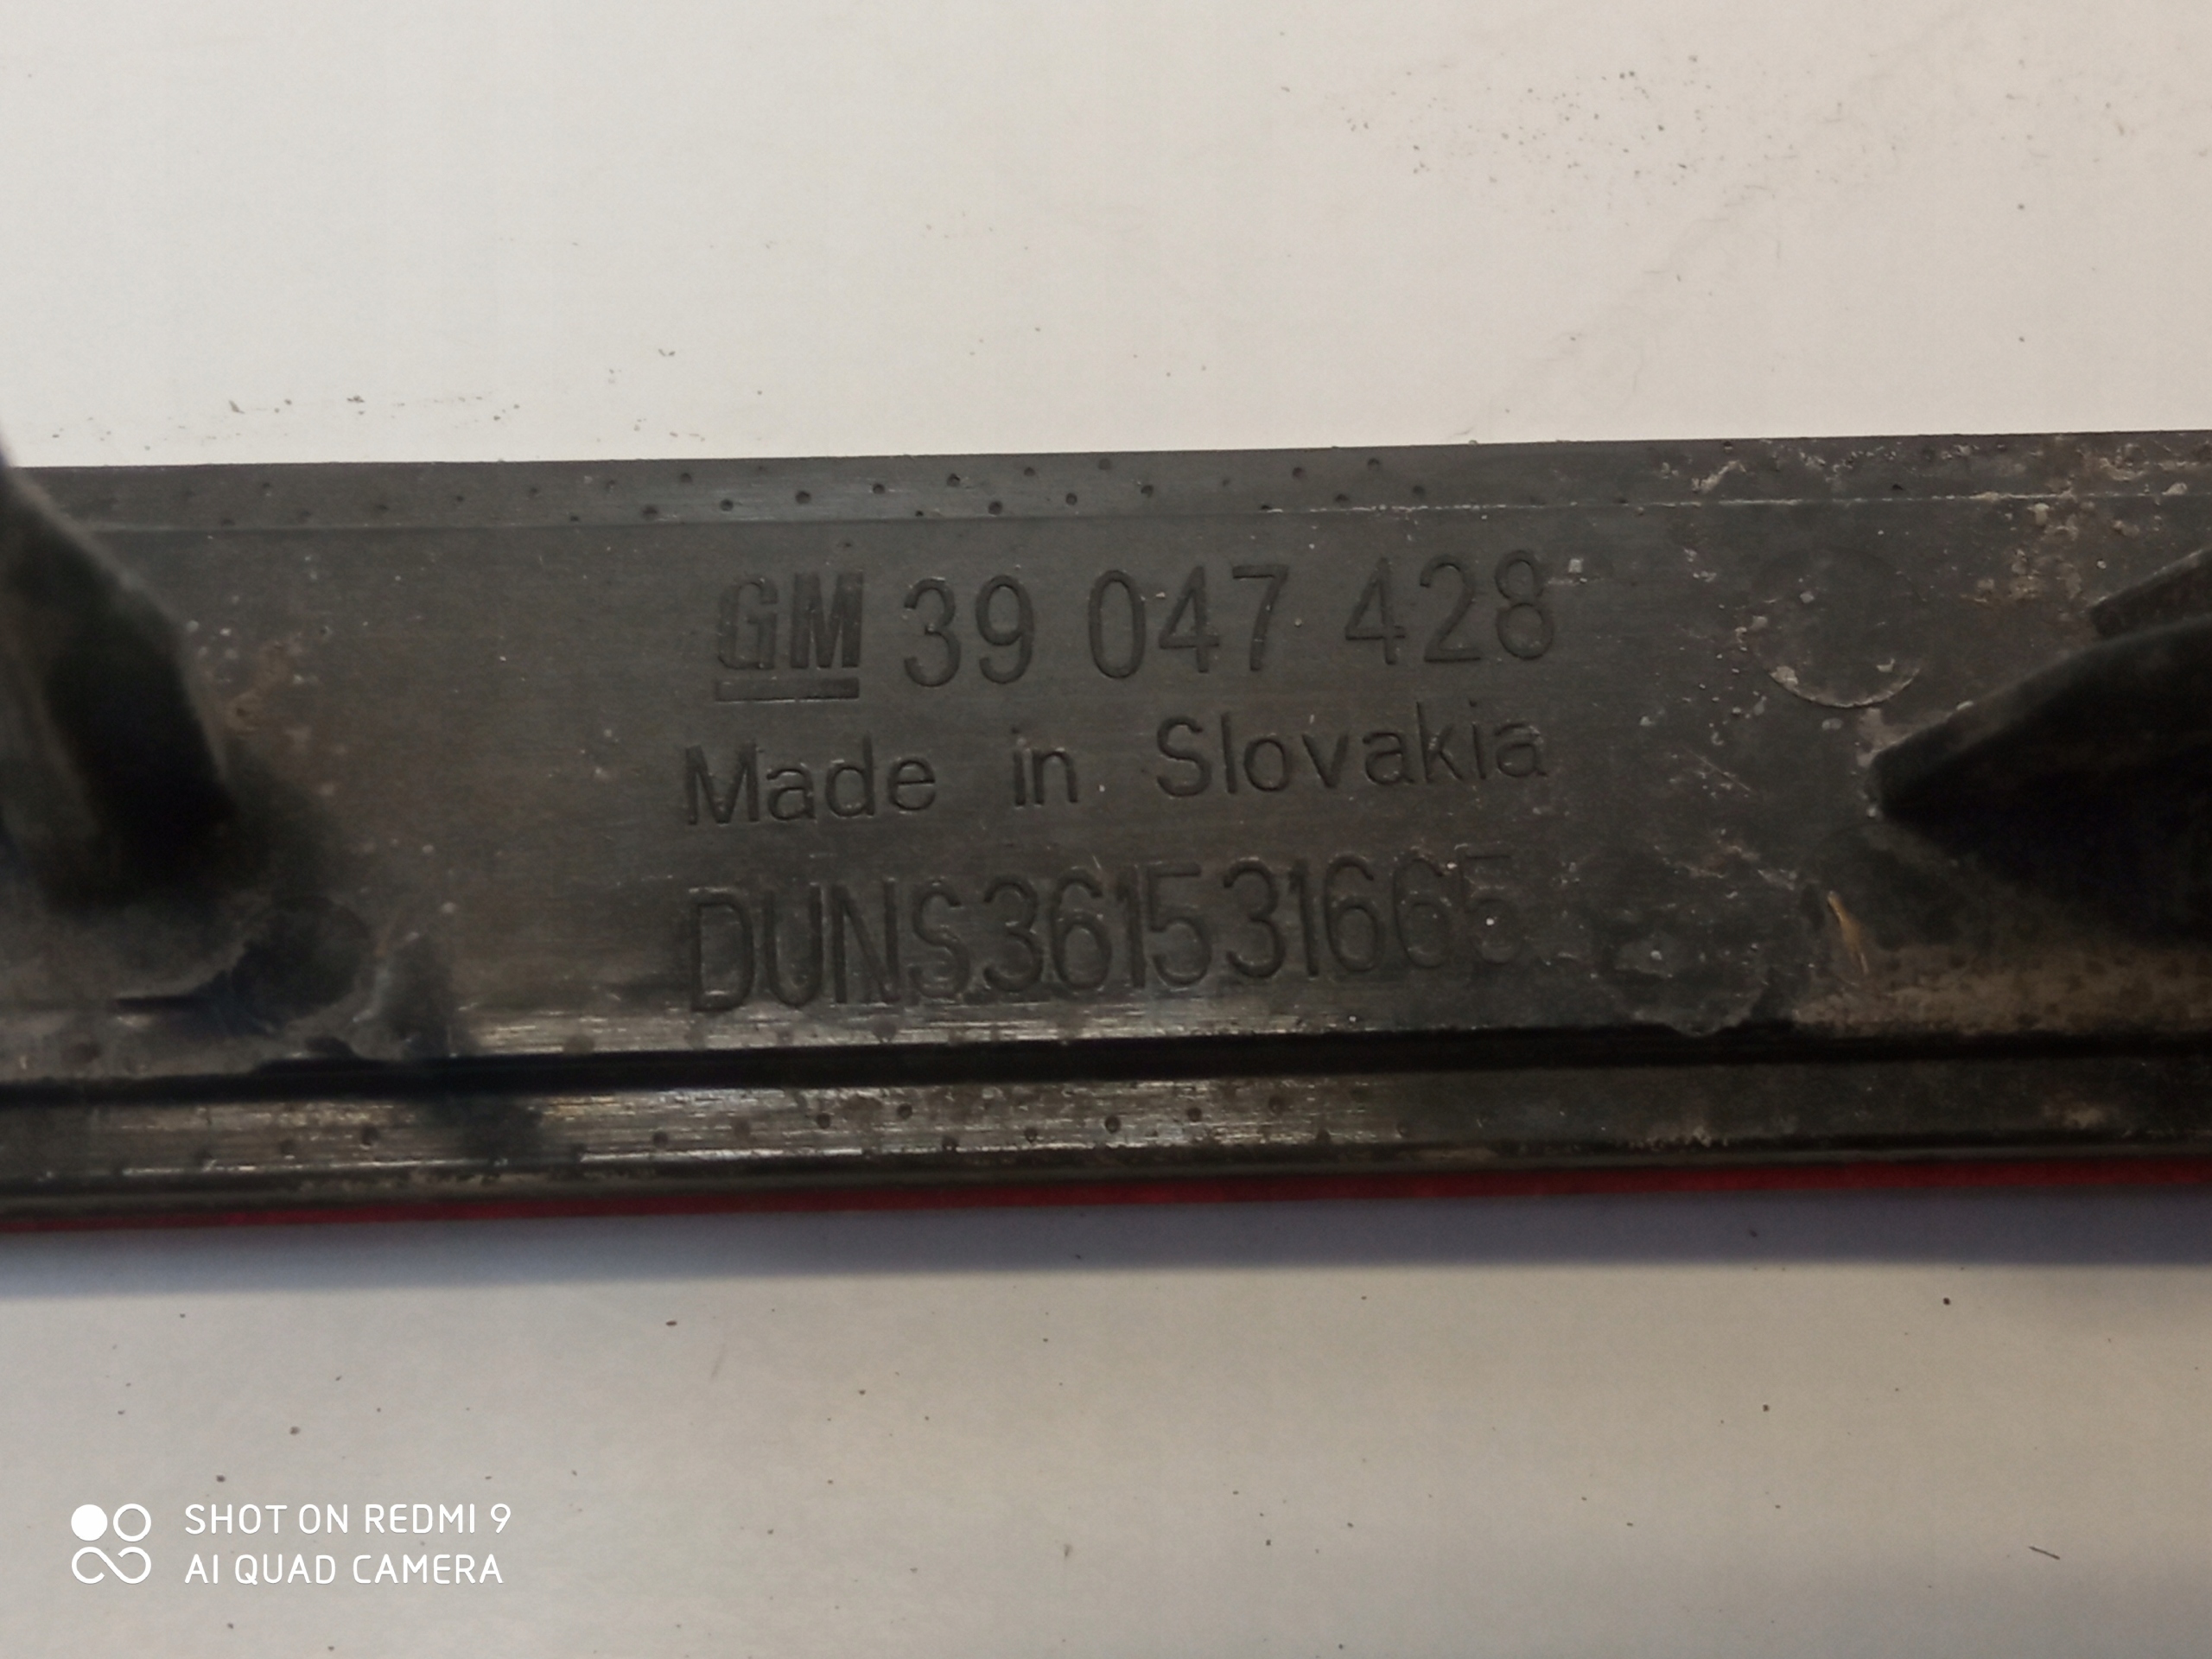 GM 39 047 428
Made in Slovakia
DUNS361531665
SHOT ON REDMI 9
AI QUAD CAMERA